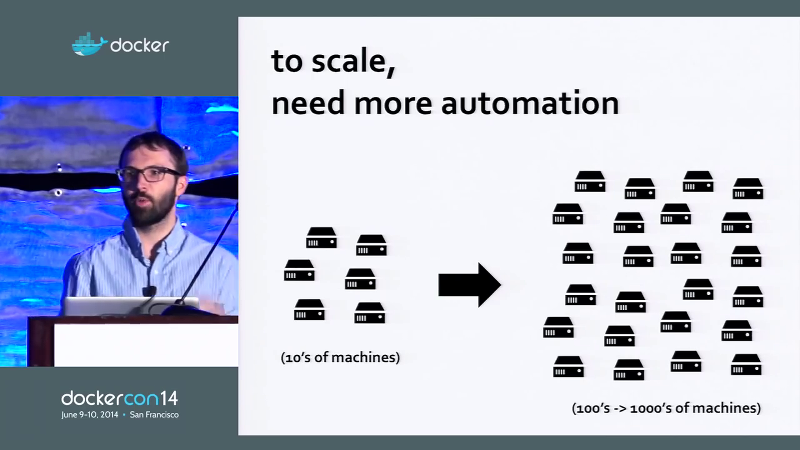 docker
to scale,
need more automation
(10's of machines)
(100's -> 1000's of machines)
dockercon14
June 9-10, 2014 • San Francisco